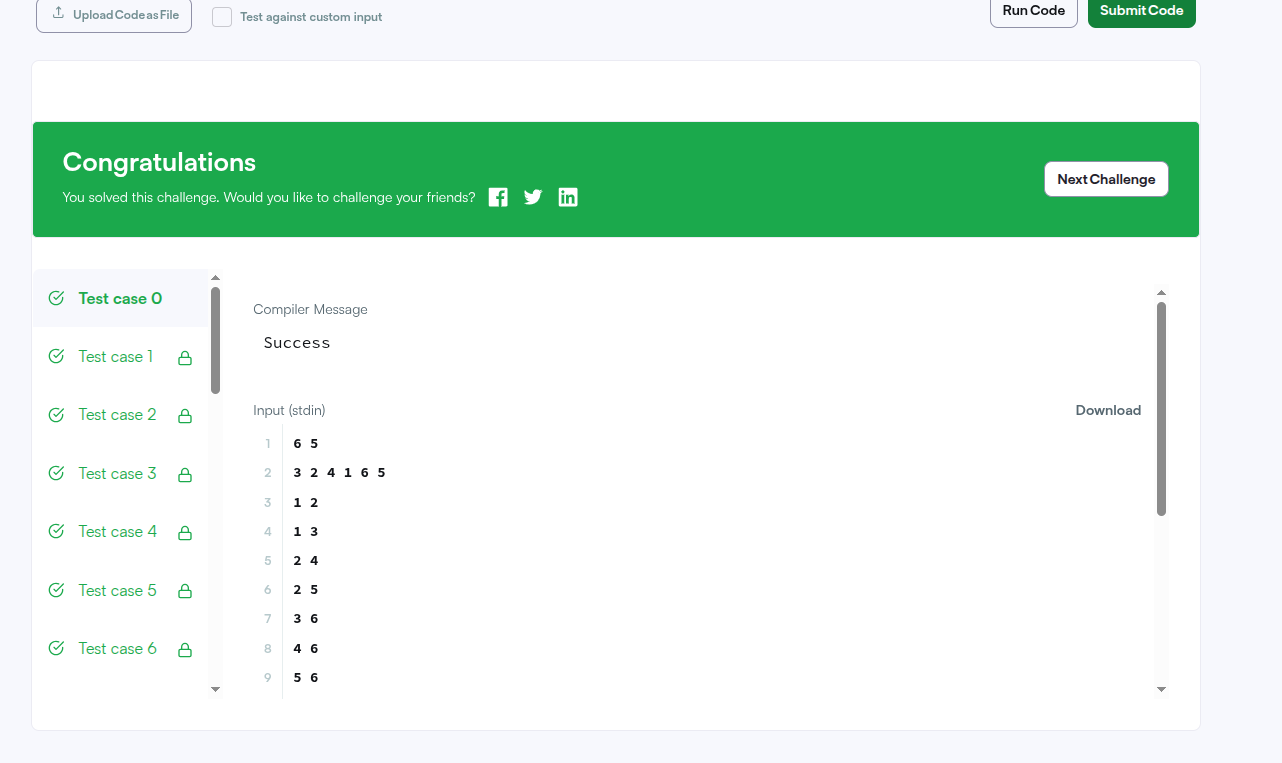 Upload Code as File
Test against custom input
Run Code
Submit Code
Congratulations
You solved this challenge. Would you like to challenge your friends?
Next Challenge
Test case 0
Test case 1
Test case 2
Test case 3
Test case 4
Test case 5
Test case 6
Compiler Message
Success
Input (stdin)
Download
1 6 5
2 3 2 4 1 6 5
3 1 2
4 1 3
5 2 4
6 2 5
7 3 6
8 4 6
9 5 6